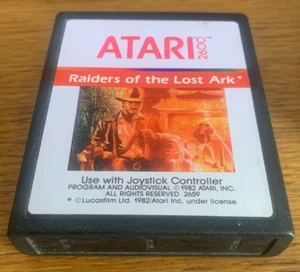 ATARI 2600
Raiders of the Lost Ark*
Use with Joystick Controller
PROGRAM AND AUDIOVISUAL © 1982 ATARI, INC.
ALL RIGHTS RESERVED 2659
* ©Lucasfilm Ltd. 1982/Atari Inc. under license